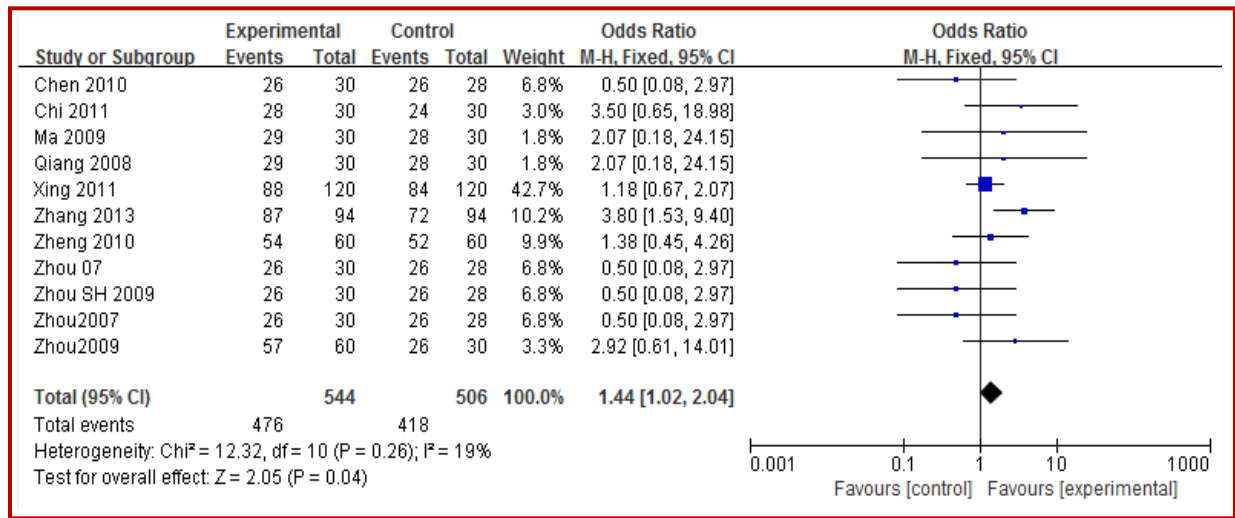 Experimental Control Odds Ratio Odds Ratio
Study or Subgroup Events Total Events Total Weight M-H, Fixed, 95% CI M-H, Fixed, 95% CI
Chen 2010 26 30 26 28 6.8% 0.50 [0.08, 2.97]
Chi 2011 28 30 24 30 3.0% 3.50 [0.65, 18.98]
Ma 2009 29 30 28 30 1.8% 2.07 [0.18, 24.15]
Qiang 2008 29 30 28 30 1.8% 2.07 [0.18, 24.15]
Xing 2011 88 120 84 120 42.7% 1.18 [0.67, 2.07]
Zhang 2013 87 94 72 94 10.2% 3.80 [1.53, 9.40]
Zheng 2010 54 60 52 60 9.9% 1.38 [0.45, 4.26]
Zhou 07 26 30 26 28 6.8% 0.50 [0.08, 2.97]
Zhou SH 2009 26 30 26 28 6.8% 0.50 [0.08, 2.97]
Zhou2007 26 30 26 28 6.8% 0.50 [0.08, 2.97]
Zhou2009 57 60 26 30 3.3% 2.92 [0.61, 14.01]
Total (95% CI) 544 506 100.0% 1.44 [1.02, 2.04]
Total events 476 418
Heterogeneity: Chi² = 12.32, df = 10 (P = 0.26); I² = 19%
Test for overall effect: Z = 2.05 (P = 0.04)
0.001 0.1 1 10 1000
Favours [control] Favours [experimental]